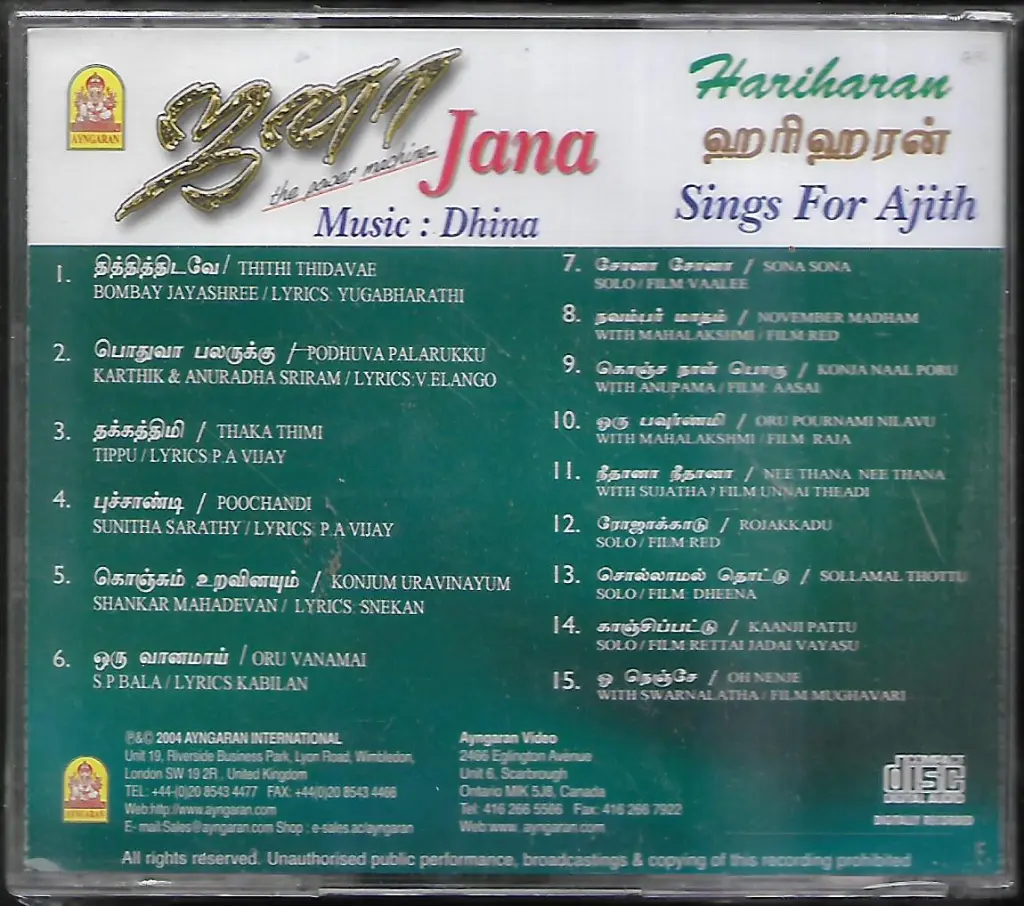 AYNGARAN
ஜனா
the power machine
Jana
Music : Dhina
Hariharan
ஹரிஹரன்
Sings For Ajith
1. தித்தித்திடவே / THITHI THIDAVAE
BOMBAY JAYASHREE / LYRICS: YUGABHARATHI
2. பொதுவா பலருக்கு / PODHUVA PALARUKKU
KARTHIK & ANURADHA SRIRAM / LYRICS:V.ELANGO
3. தக்கத்திமி / THAKA THIMI
TIPPU / LYRICS P.A VIJAY
4. புச்சாண்டி / POOCHANDI
SUNITHA SARATHY / LYRICS: P.A VIJAY
5. கொஞ்சும் உறவினயும் / KONJUM URAVINAYUM
SHANKAR MAHADEVAN / LYRICS :SNEKAN
6. ஒரு வானமாய் / ORU VANAMAI
S.P.BALA / LYRICS KABILAN
7. சோனா சோனா / SONA SONA
SOLO / FILM VAALEE
8. நவம்பர் மாதம் / NOVEMBER MADHAM
WITH MAHALAKSHMI / FILM RED
9. கொஞ்ச நாள் பொரு / KONJA NAAL PORU
WITH ANUPAMA / FILM: AASAI
10. ஒரு பவுர்ணமி / ORU POURNAMI NILAVU
WITH MAHALAKSHMI / FILM: RAJA
11. நீதானா நீதானா / NEE THANA NEE THANA
WITH SUJATHA ? FILM UNNAI THEADI
12. ரோஜாக்காடு / ROJAKKADU
SOLO / FILM:RED
13. சொல்லாமல் தொட்டு / SOLLAMAL THOTTU
SOLO / FILM: DHEENA
14. காஞ்சிப்பட்டு / KAANJI PATTU
SOLO / FILM RETTAI JADAI VAYASU
15. ஓ நெஞ்சே / OH NENJE
WITH SWARNALATHA / FILM:MUGHAVARI
AYNGARAN
℗&© 2004 AYNGARAN INTERNATIONAL
Unit 19, Riverside Business Park, Lyon Road, Wimbledon,
London SW 19 2R , United Kingdom
TEL: +44-(0)20 8543 4477 FAX: +44(0)20 8543 4466
Web:http://www.ayngaran.com
E- mail:Sales@ayngaran.com Shop : e-sales.ac/ayngaran
Ayngaran Video
2466 Eglington Avenue
Unit 6, Scarbrough
Ontario MIK 5J8, Canada
Tel: 416 266 5566 Fax: 416 266 7922
Web:www. ayngaran.com
COMPACT
disc
DIGITAL AUDIO
DIGITALLY RECORDED
All rights reserved. Unauthorised public performance, broadcastings & copying of this recording prohibited